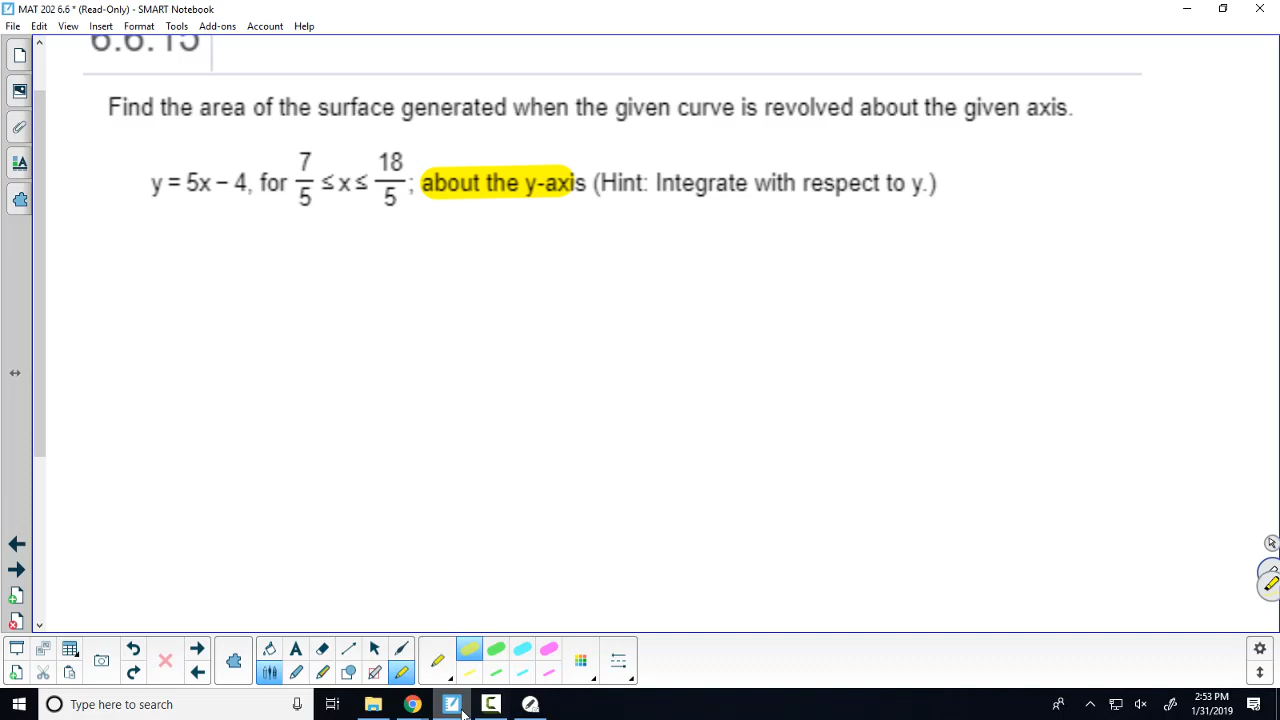 MAT 202 6.6 * (Read-Only) - SMART Notebook
File Edit View Insert Format Tools Add-ons Account Help
6.6.15
Find the area of the surface generated when the given curve is revolved about the given axis.
y = 5x − 4, for 7/5 ≤ x ≤ 18/5; about the y-axis (Hint: Integrate with respect to y.)
Type here to search
2:53 PM
1/31/2019